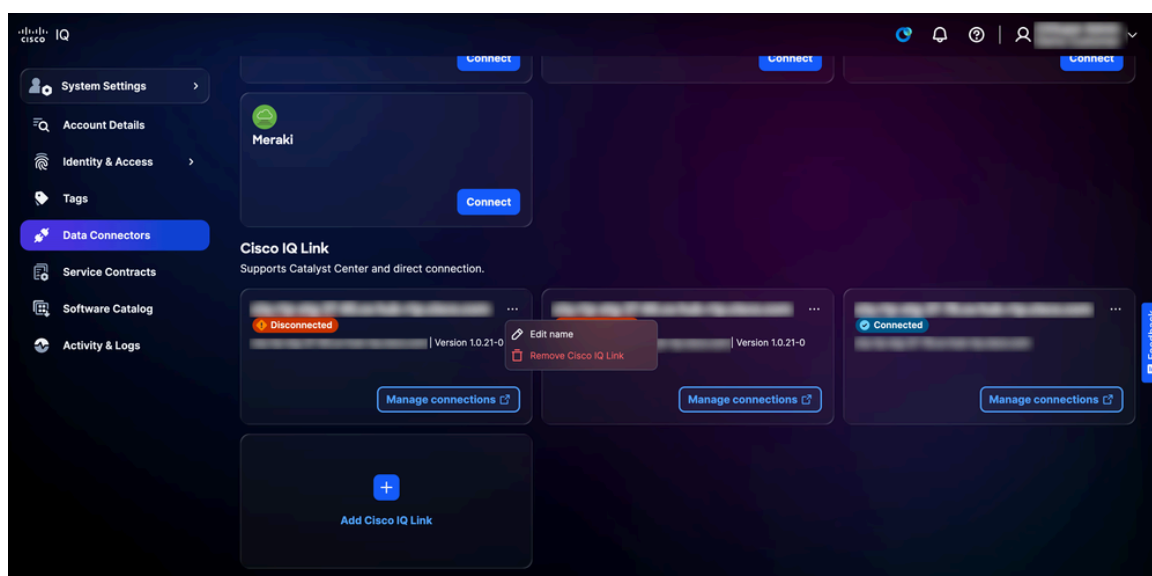 cisco IQ
System Settings
Account Details
Identity & Access
Tags
Data Connectors
Service Contracts
Software Catalog
Activity & Logs
Connect
Connect
Connect
Meraki
Connect
Cisco IQ Link
Supports Catalyst Center and direct connection.
Disconnected
| Version 1.0.21-0
Manage connections
Edit name
Remove Cisco IQ Link
| Version 1.0.21-0
Manage connections
Connected
Manage connections
Add Cisco IQ Link
Feedback